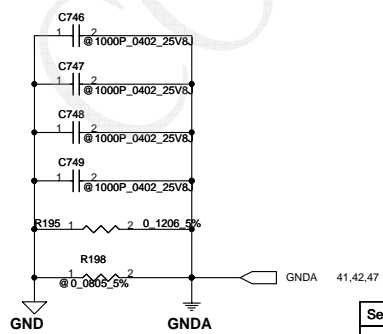 C746
1 2
@1000P_0402_25V8J
C747
1 2
@1000P_0402_25V8J
C748
1 2
@1000P_0402_25V8J
C749
1 2
@1000P_0402_25V8J
R195 1 2 0_1206_5%
R198
1 2
@0_0805_5%
GNDA 41,42,47
GND GNDA
Se